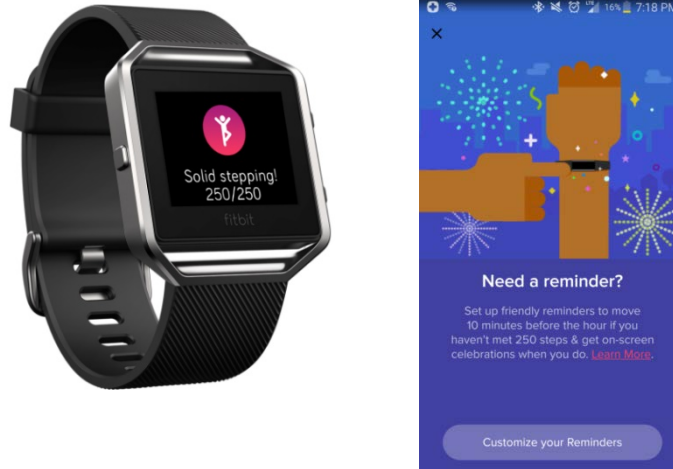 Solid stepping!
250/250
fitbit
LTE 16% 7:18 PM
Need a reminder?
Set up friendly reminders to move
10 minutes before the hour if you
haven't met 250 steps & get on-screen
celebrations when you do. Learn More.
Customize your Reminders